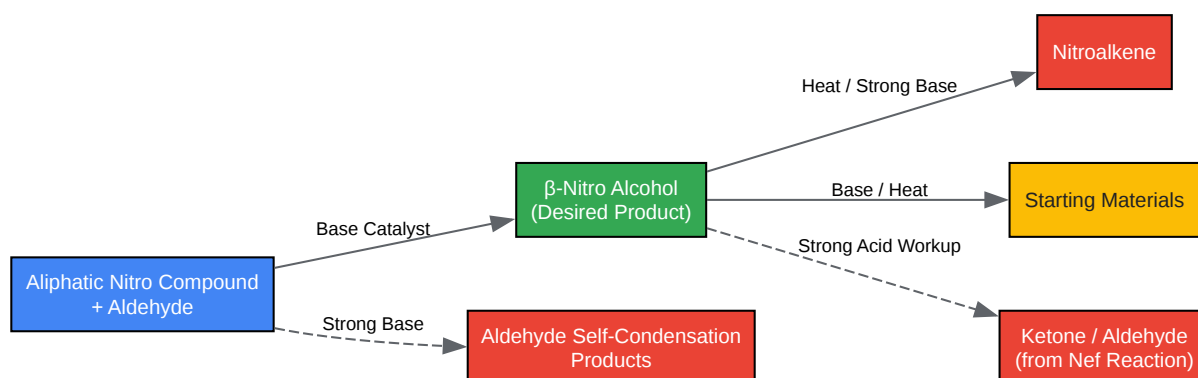 Nitroalkene
Heat / Strong Base
β-Nitro Alcohol
(Desired Product)
Base / Heat
Starting Materials
Base Catalyst
Strong Acid Workup
Aliphatic Nitro Compound
+ Aldehyde
Strong Base
Aldehyde Self-Condensation
Products
Ketone / Aldehyde
(from Nef Reaction)